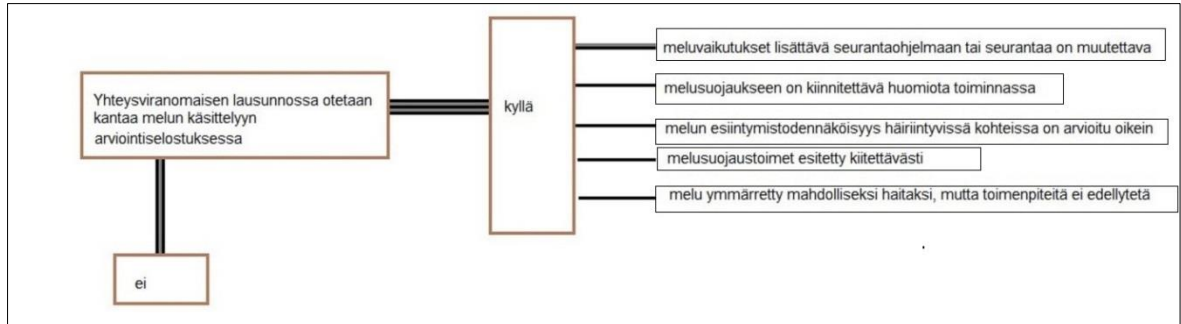 Yhteysviranomaisen lausunnossa otetaan
kantaa melun käsittelyyn
arviointiselostuksessa
ei
kyllä
meluvaikutukset lisättävä seurantaohjelmaan tai seurantaa on muutettava
melusuojaukseen on kiinnitettävä huomiota toiminnassa
melun esiintymistodennäköisyys häiriintyvissä kohteissa on arvioitu oikein
melusuojaustoimet esitetty kiitettävästi
melu ymmärretty mahdolliseksi haitaksi, mutta toimenpiteitä ei edellytetä